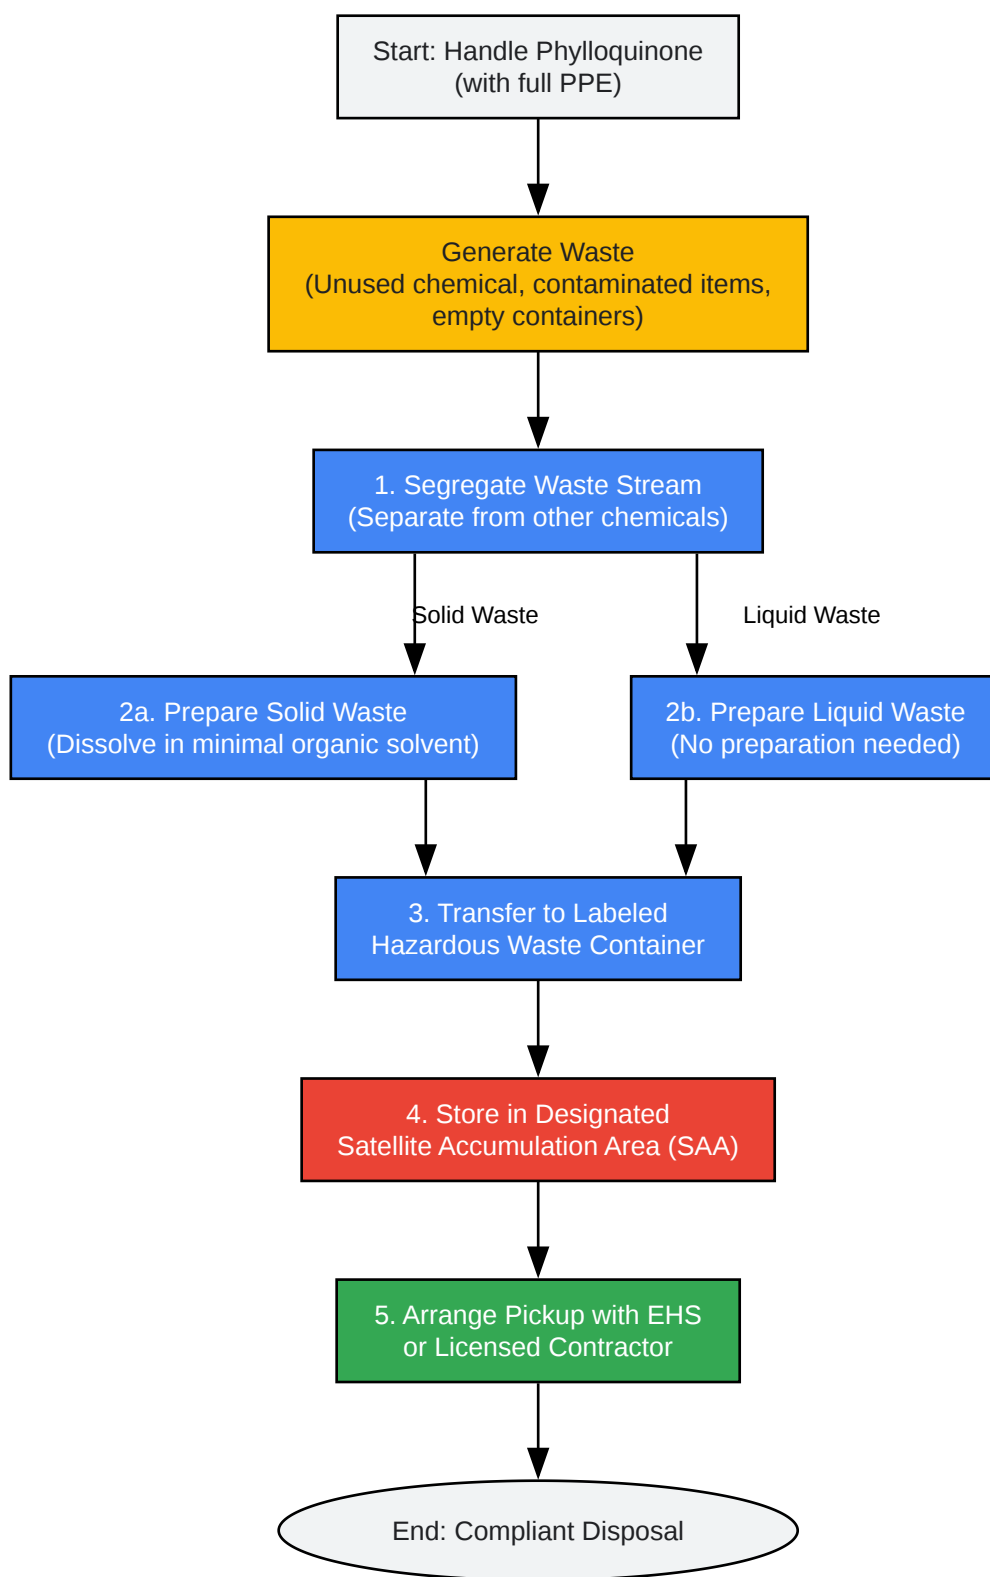 Start: Handle Phylloquinone
(with full PPE)
Generate Waste
(Unused chemical, contaminated items,
empty containers)
1. Segregate Waste Stream
(Separate from other chemicals)
Solid Waste
Liquid Waste
2a. Prepare Solid Waste
(Dissolve in minimal organic solvent)
2b. Prepare Liquid Waste
(No preparation needed)
3. Transfer to Labeled
Hazardous Waste Container
4. Store in Designated
Satellite Accumulation Area (SAA)
5. Arrange Pickup with EHS
or Licensed Contractor
End: Compliant Disposal